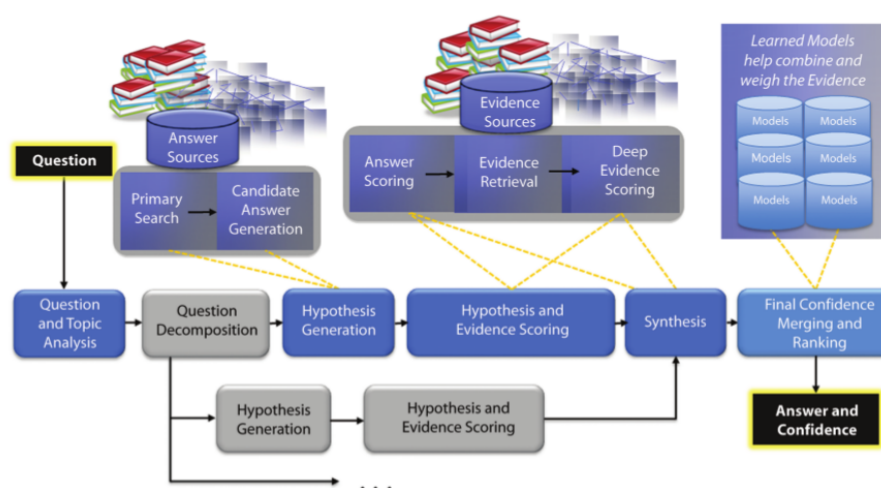 Learned Models
help combine and
weigh the Evidence
Answer
Sources
Evidence
Sources
Models
Models
Models
Models
Models
Models
Question
Primary
Search
Candidate
Answer
Generation
Answer
Scoring
Evidence
Retrieval
Deep
Evidence
Scoring
Question
and Topic
Analysis
Question
Decomposition
Hypothesis
Generation
Hypothesis and
Evidence Scoring
Synthesis
Final Confidence
Merging and
Ranking
Hypothesis
Generation
Hypothesis and
Evidence Scoring
Answer and
Confidence
. . .